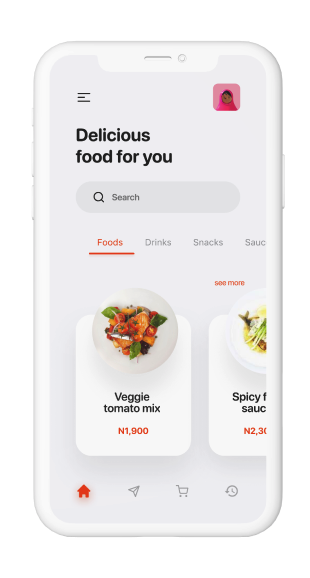 Delicious
food for you
Search
Foods Drinks Snacks Sauc
see more
Veggie
tomato mix
N1,900
Spicy f
sauc
N2,30